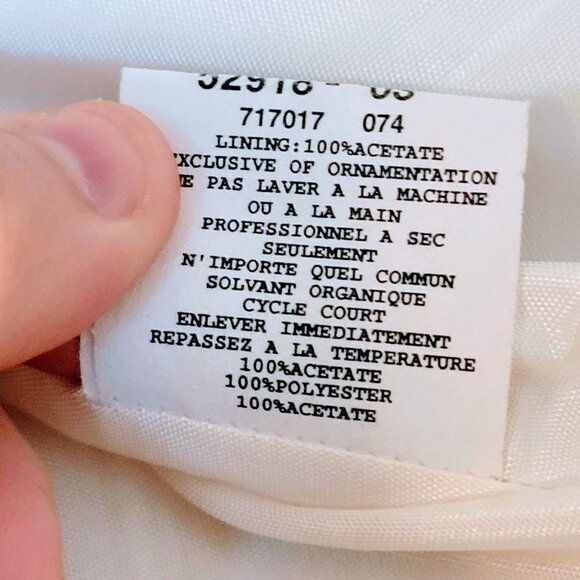 717017 074
LINING:100%ACETATE
EXCLUSIVE OF ORNAMENTATION
PAS LAVER A LA MACHINE
OU A LA MAIN
PROFESSIONNEL A SEC
SEULEMENT
N'IMPORTE QUEL COMMUN
SOLVANT ORGANIQUE
CYCLE COURT
ENLEVER IMMEDIATEMENT
REPASSEZ A LA TEMPERATURE
100%ACETATE
100%POLYESTER
100%ACETATE